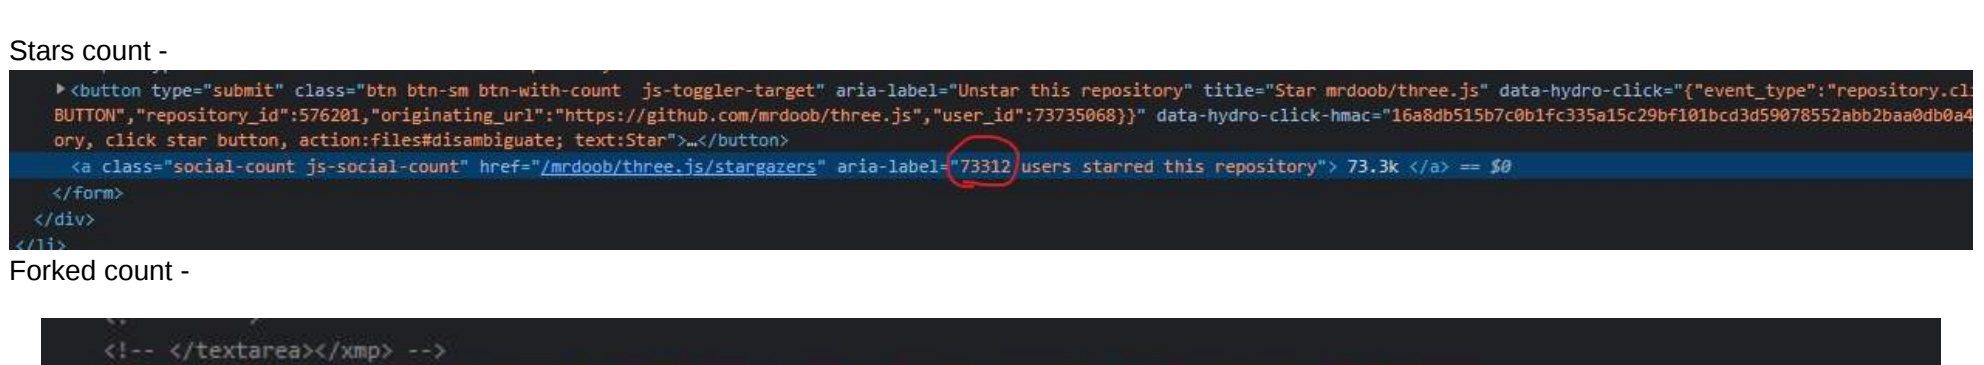 Stars count -
<button type="submit" class="btn btn-sm btn-with-count  js-toggler-target" aria-label="Unstar this repository" title="Star mrdoob/three.js" data-hydro-click="{"event_type":"repository.cli
BUTTON","repository_id":576201,"originating_url":"https://github.com/mrdoob/three.js","user_id":73735068}}" data-hydro-click-hmac="16a8db515b7c0b1fc335a15c29bf101bcd3d59078552abb2baa0db0a4
ory, click star button, action:files#disambiguate; text:Star">…</button>
<a class="social-count js-social-count" href="/mrdoob/three.js/stargazers" aria-label="73312 users starred this repository"> 73.3k </a> == $0
</form>
</div>
</li>
Forked count -
<!-- </textarea></xmp> -->